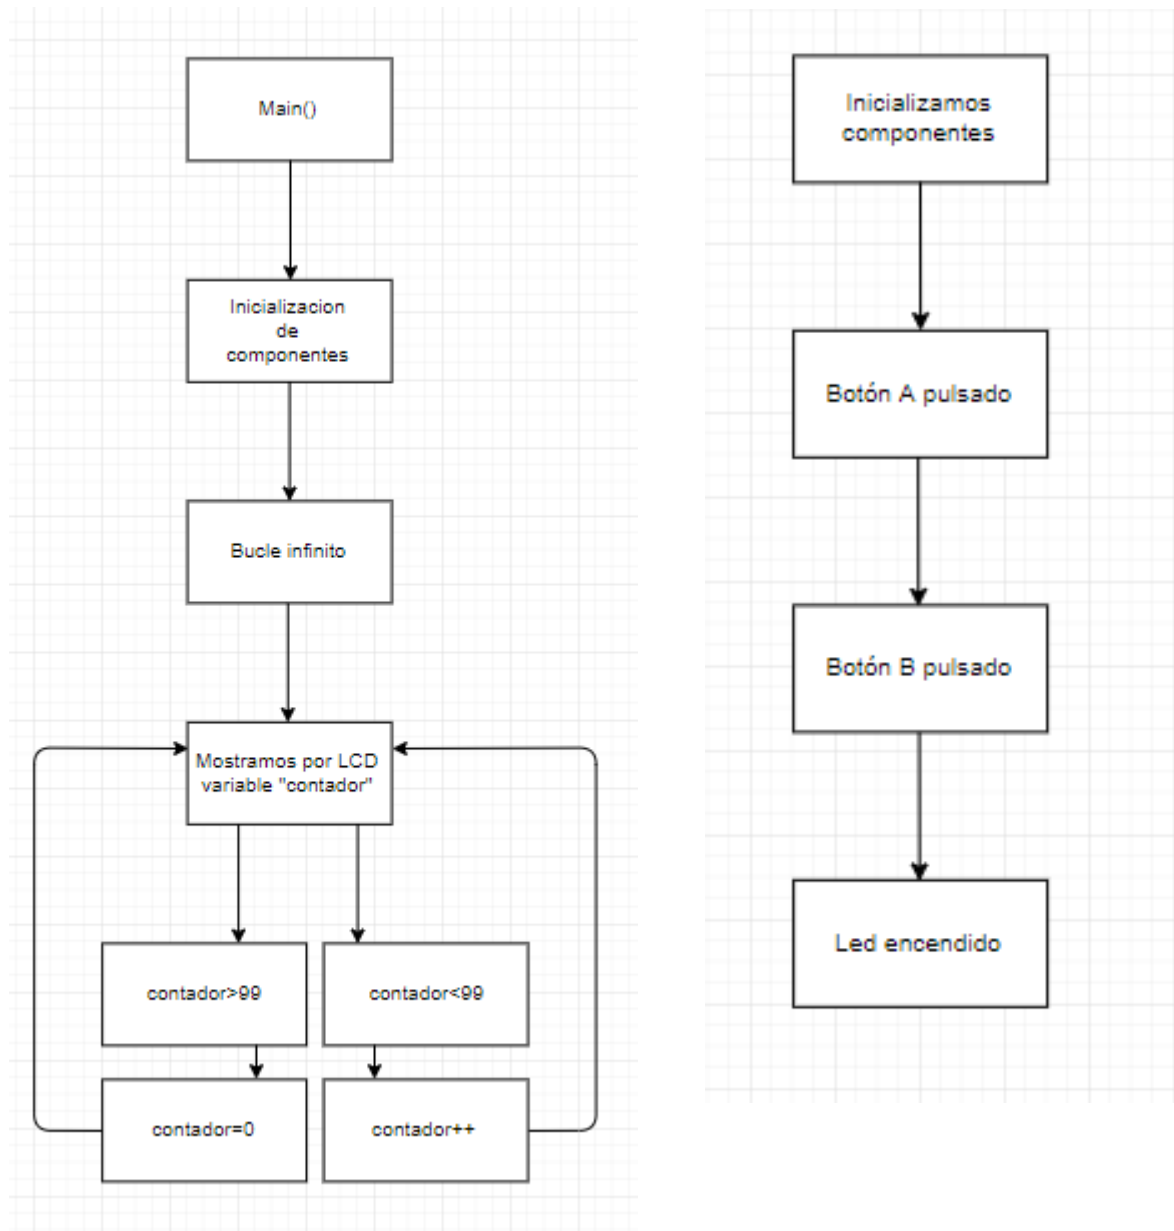 Main()
Inicializacion
de
componentes
Bucle infinito
Mostramos por LCD
variable "contador"
contador>99
contador<99
contador=0
contador++
Inicializamos
componentes
Botón A pulsado
Botón B pulsado
Led encendido